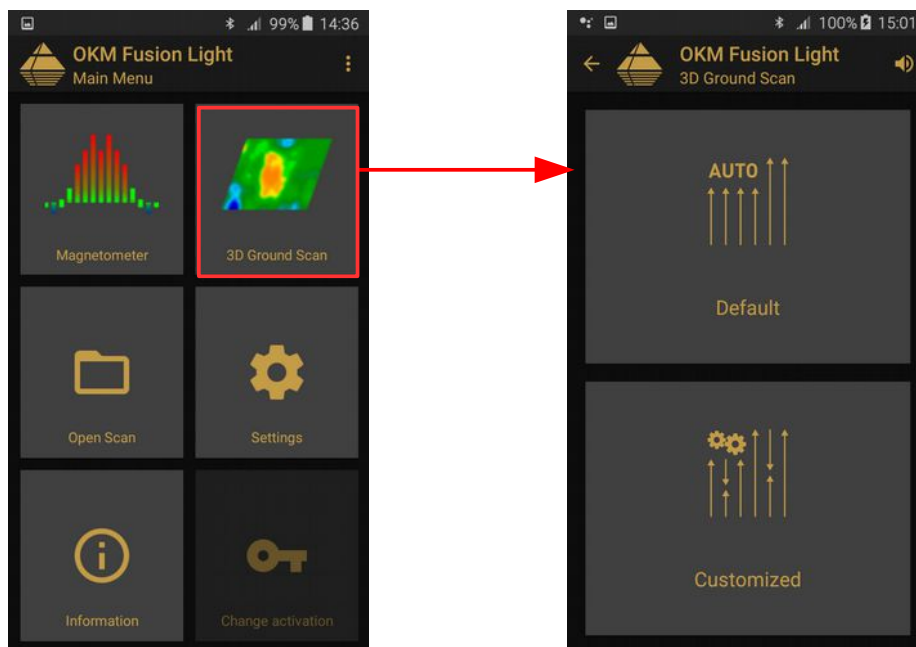 99% 14:36
OKM Fusion Light
Main Menu
Magnetometer
3D Ground Scan
Open Scan
Settings
Information
Change activation
100% 15:01
OKM Fusion Light
3D Ground Scan
AUTO
Default
Customized